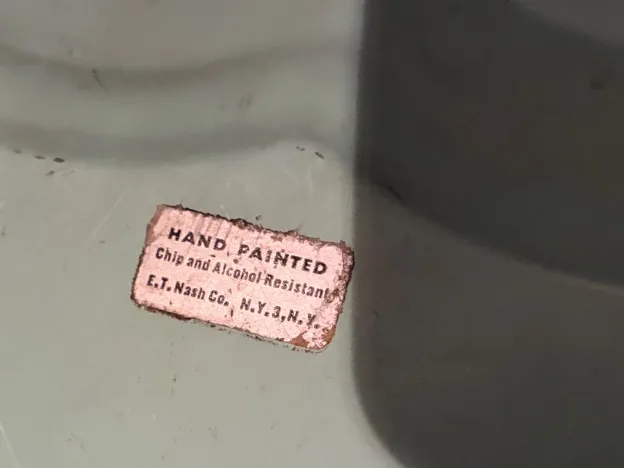 HAND PAINTED
Chip and Alcohol Resistant
E.T. Nash Co. N.Y.3, N.Y.